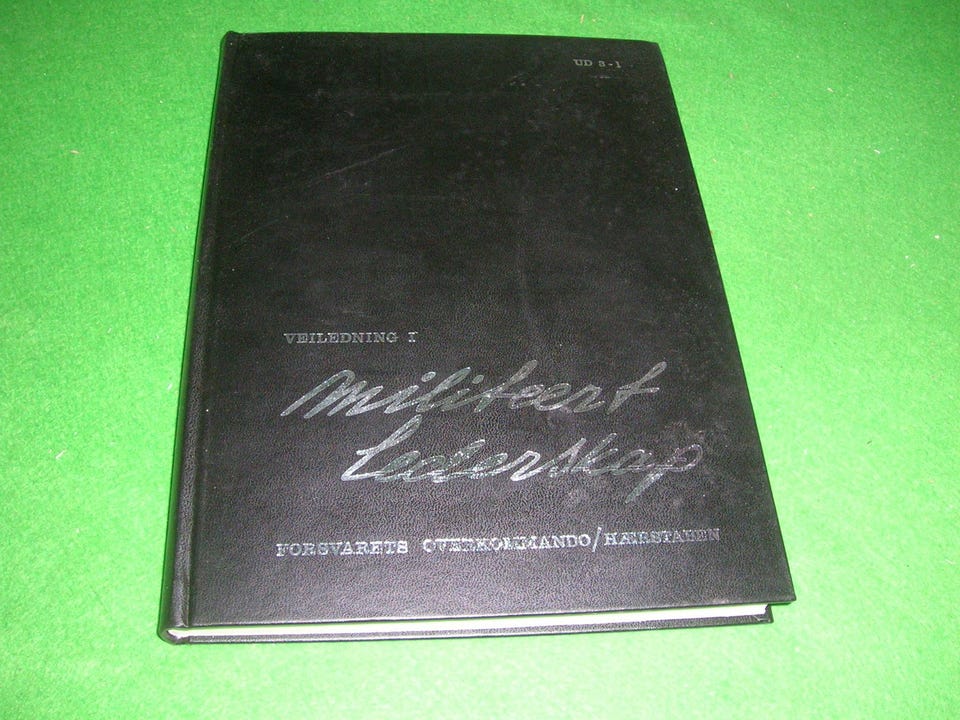 UD 3-1
VEILEDNING I
Militært
Lederskap
FORSVARETS OVERKOMMANDO/HÆRSTABEN